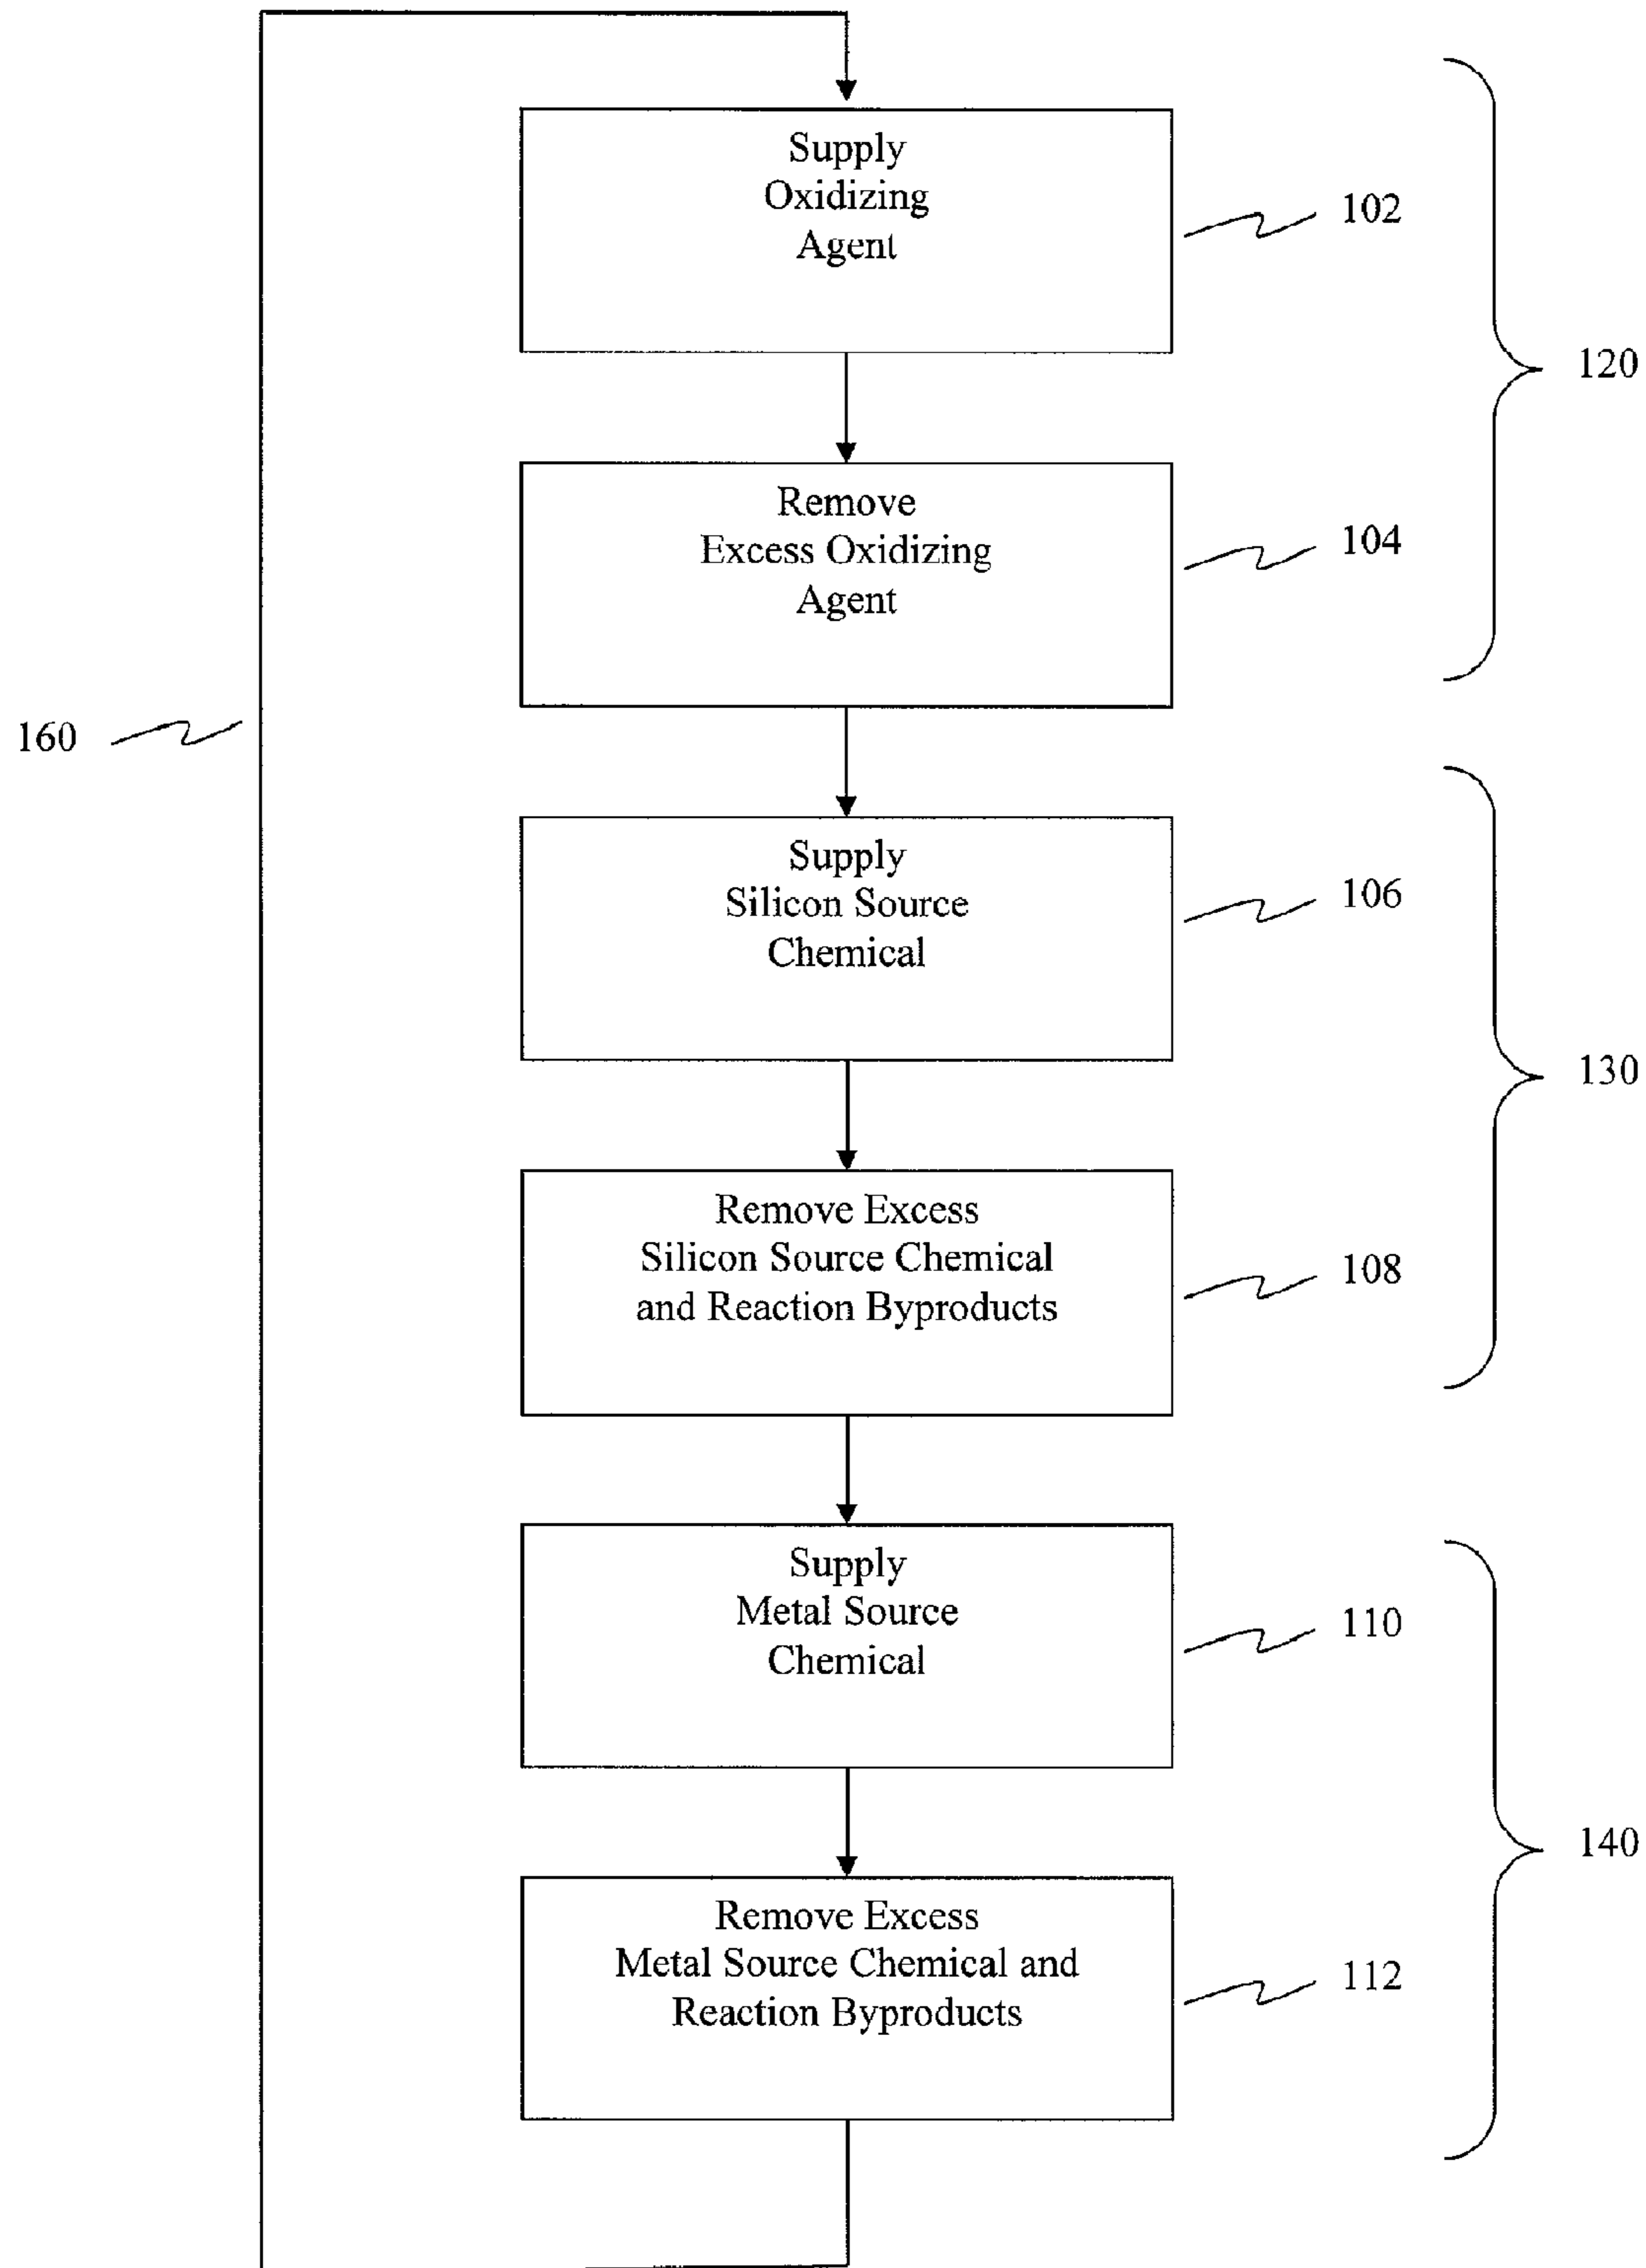 Supply
Oxidizing
Agent
102
120
Remove
Excess Oxidizing
Agent
104
160
Supply
Silicon Source
Chemical
106
130
Remove Excess
Silicon Source Chemical
and Reaction Byproducts
108
Supply
Metal Source
Chemical
110
140
Remove Excess
Metal Source Chemical and
Reaction Byproducts
112